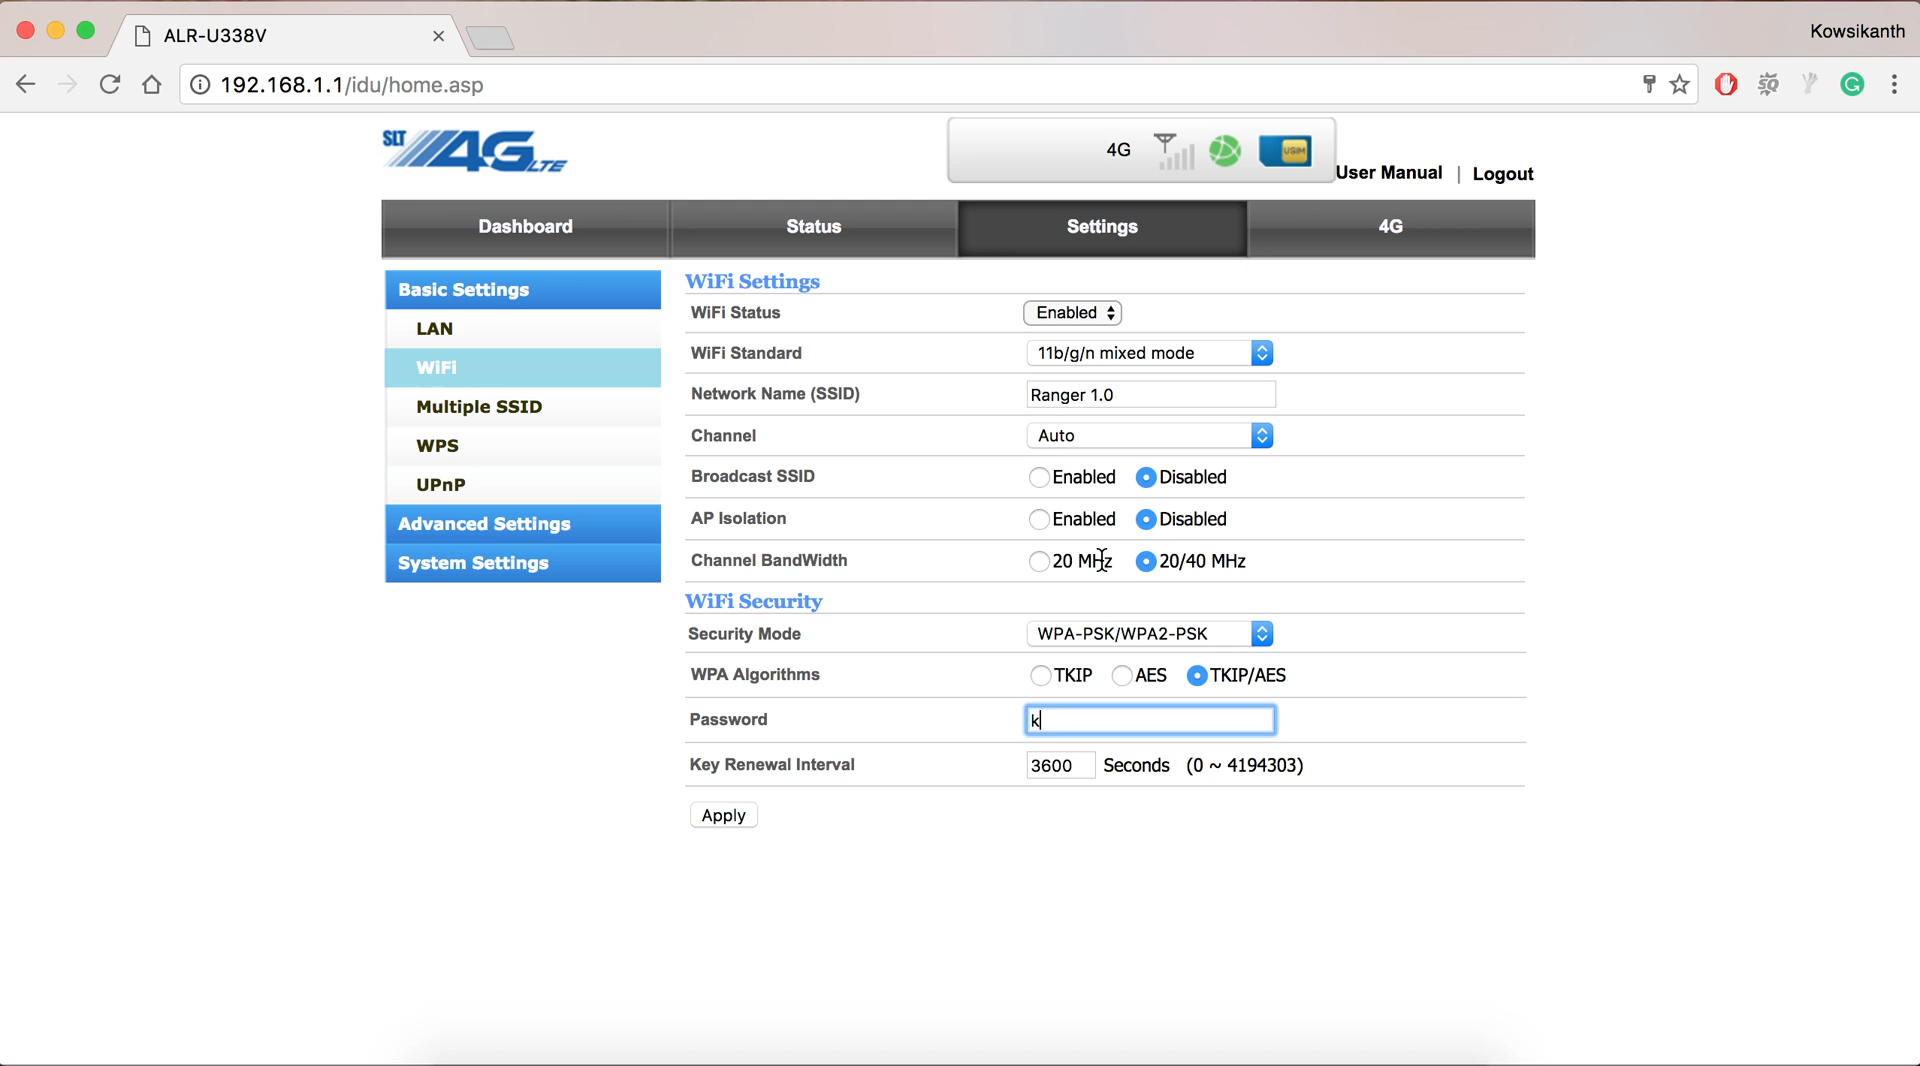 ALR-U338V
Kowsikanth
192.168.1.1/idu/home.asp
SLT 4G LTE
4G
USIM
User Manual | Logout
Dashboard Status Settings 4G
Basic Settings
LAN
WiFi
Multiple SSID
WPS
UPnP
Advanced Settings
System Settings
WiFi Settings
WiFi Status Enabled
WiFi Standard 11b/g/n mixed mode
Network Name (SSID) Ranger 1.0
Channel Auto
Broadcast SSID Enabled Disabled
AP Isolation Enabled Disabled
Channel BandWidth 20 MHz 20/40 MHz
WiFi Security
Security Mode WPA-PSK/WPA2-PSK
WPA Algorithms TKIP AES TKIP/AES
Password k
Key Renewal Interval 3600 Seconds (0 ~ 4194303)
Apply